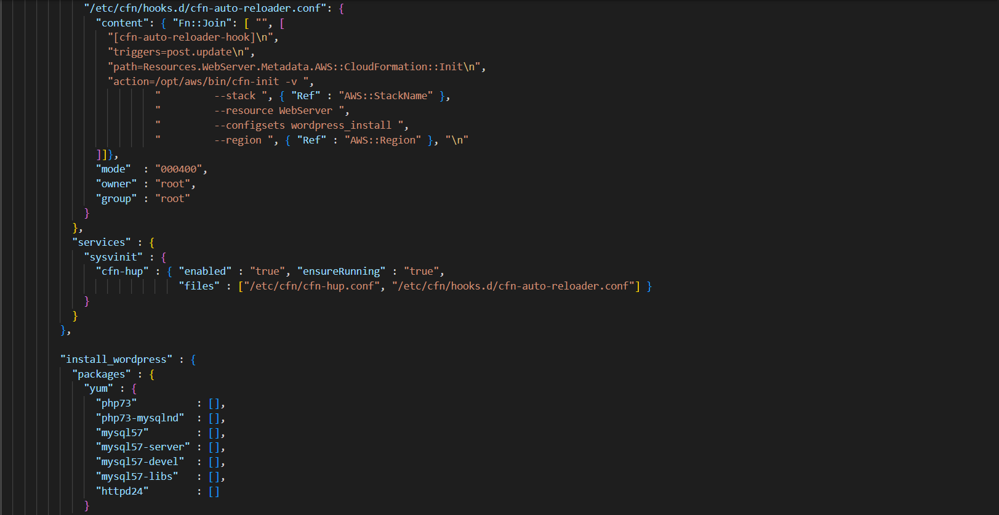 "/etc/cfn/hooks.d/cfn-auto-reloader.conf": {
"content": { "Fn::Join": [ "", [
"[cfn-auto-reloader-hook]\n",
"triggers=post.update\n",
"path=Resources.WebServer.Metadata.AWS::CloudFormation::Init\n",
"action=/opt/aws/bin/cfn-init -v ",
"         --stack ", { "Ref" : "AWS::StackName" },
"         --resource WebServer ",
"         --configsets wordpress_install ",
"         --region ", { "Ref" : "AWS::Region" }, "\n"
]]},
"mode"  : "000400",
"owner" : "root",
"group" : "root"
}
},
"services" : {
"sysvinit" : {
"cfn-hup" : { "enabled" : "true", "ensureRunning" : "true",
"files" : ["/etc/cfn/cfn-hup.conf", "/etc/cfn/hooks.d/cfn-auto-reloader.conf"] }
}
}
},
"install_wordpress" : {
"packages" : {
"yum" : {
"php73"          : [],
"php73-mysqlnd"  : [],
"mysql57"        : [],
"mysql57-server" : [],
"mysql57-devel"  : [],
"mysql57-libs"   : [],
"httpd24"        : []
}